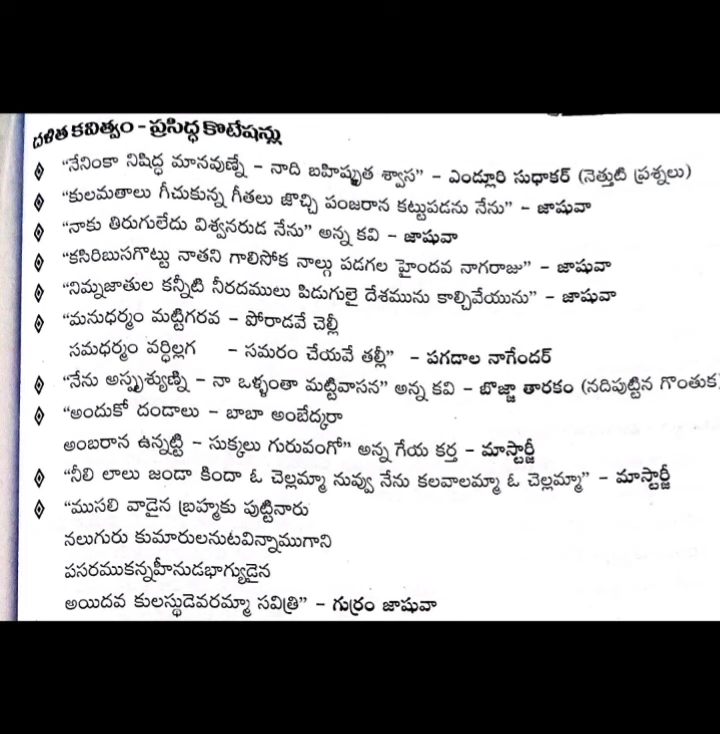 దళిత కవిత్వం - ప్రసిద్ధ కొటేషన్లు
"నేనింకా నిషిద్ధ మానవుణ్నే – నాది బహిష్కృత శ్వాస" – ఎండ్లూరి సుధాకర్ (నెత్తుటి ప్రశ్నలు)
"కులమతాలు గీచుకున్న గీతలు జొచ్చి పంజరాన కట్టుపడను నేను" – జాషువా
"నాకు తిరుగులేదు విశ్వనరుడ నేను" అన్న కవి – జాషువా
"కసిరిబుసగొట్టు నాతని గాలిసోక నాల్గు పడగల హైందవ నాగరాజు" – జాషువా
"నిమ్నజాతుల కన్నీటి నీరదములు పిడుగులై దేశమును కాల్చివేయును" – జాషువా
"మనుధర్మం మట్టిగరవ – పోరాడవే చెల్లీ
సమధర్మం వర్ధిల్లగ – సమరం చేయవే తల్లీ" – పగడాల నాగేందర్
"నేను అస్పృశ్యుణ్ని – నా ఒళ్ళంతా మట్టివాసన" అన్న కవి – బొజ్జా తారకం (నదిపుట్టిన గొంతుక)
"అందుకో దండాలు – బాబా అంబేద్కరా
అంబరాన ఉన్నట్టి – సుక్కలు గురువంగో" అన్న గేయ కర్త – మాస్టార్జీ
"నీలి లాలు జండా కిందా ఓ చెల్లమ్మా నువ్వు నేను కలవాలమ్మా ఓ చెల్లమ్మా" – మాస్టార్జీ
"ముసలి వాడైన బ్రహ్మకు పుట్టినారు
నలుగురు కుమారులనుటవిన్నాముగాని
పసరముకన్నహీనుడభాగ్యుడైన
అయిదవ కులస్థుడెవరమ్మా సవిత్రి" – గుర్రం జాషువా